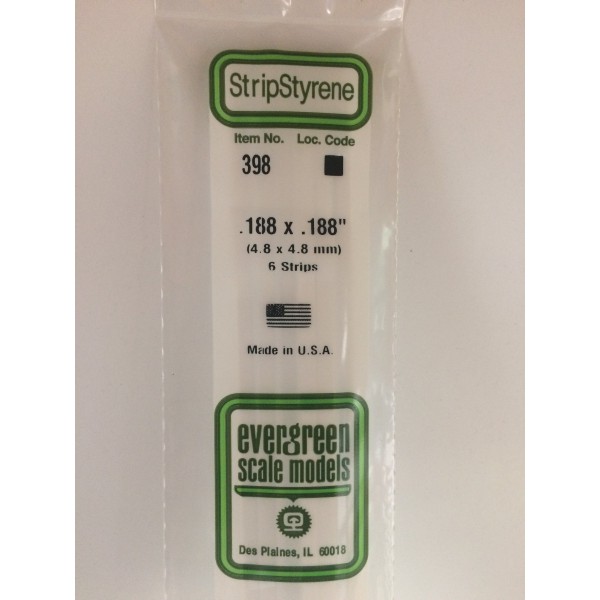 StripStyrene
Item No. Loc. Code
398
.188 x .188"
(4.8 x 4.8 mm)
6 Strips
Made in U.S.A.
evergreen
scale models
Des Plaines, IL 60018